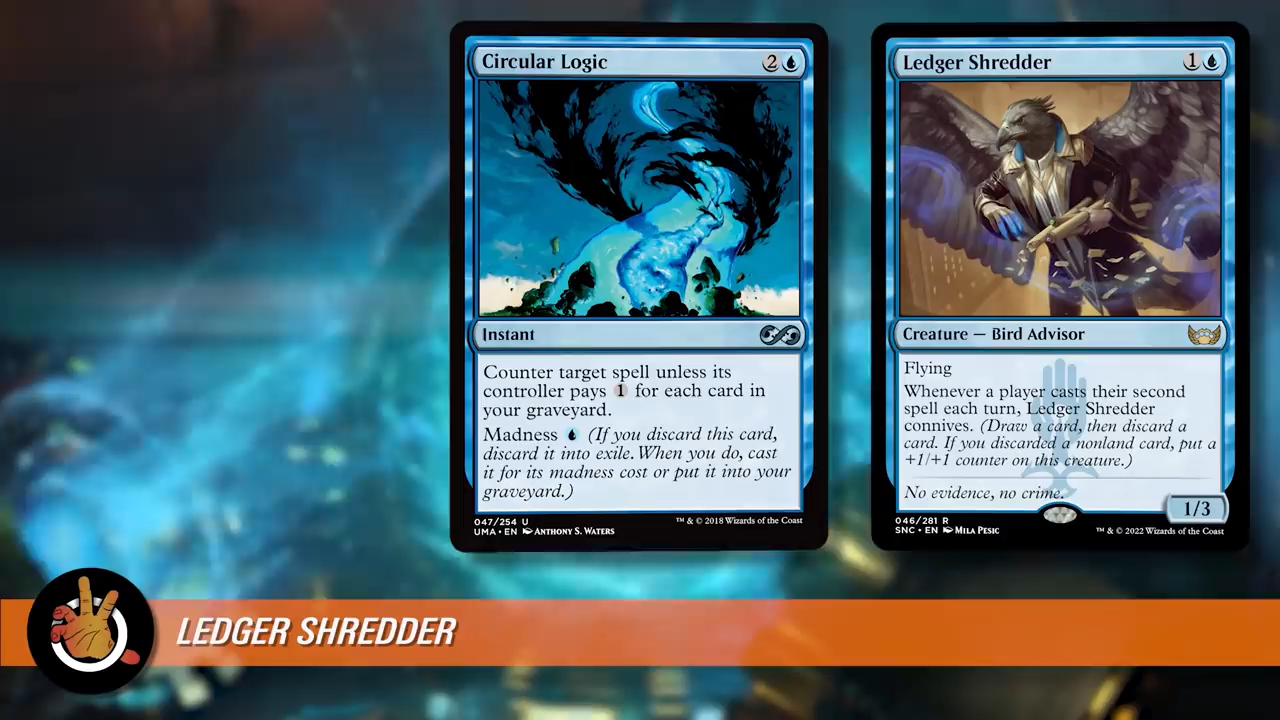 Circular Logic 2
Instant
Counter target spell unless its
controller pays 1 for each card in
your graveyard.
Madness (If you discard this card,
discard it into exile. When you do, cast
it for its madness cost or put it into your
graveyard.)
047/254 U
UMA • EN ANTHONY S. WATERS
™ & © 2018 Wizards of the Coast
Ledger Shredder 1
Creature — Bird Advisor
Flying
Whenever a player casts their second
spell each turn, Ledger Shredder
connives. (Draw a card, then discard a
card. If you discarded a nonland card, put a
+1/+1 counter on this creature.)
No evidence, no crime.
1/3
046/281 R
SNC • EN MILA PESIC
™ & © 2022 Wizards of the Coast
LEDGER SHREDDER